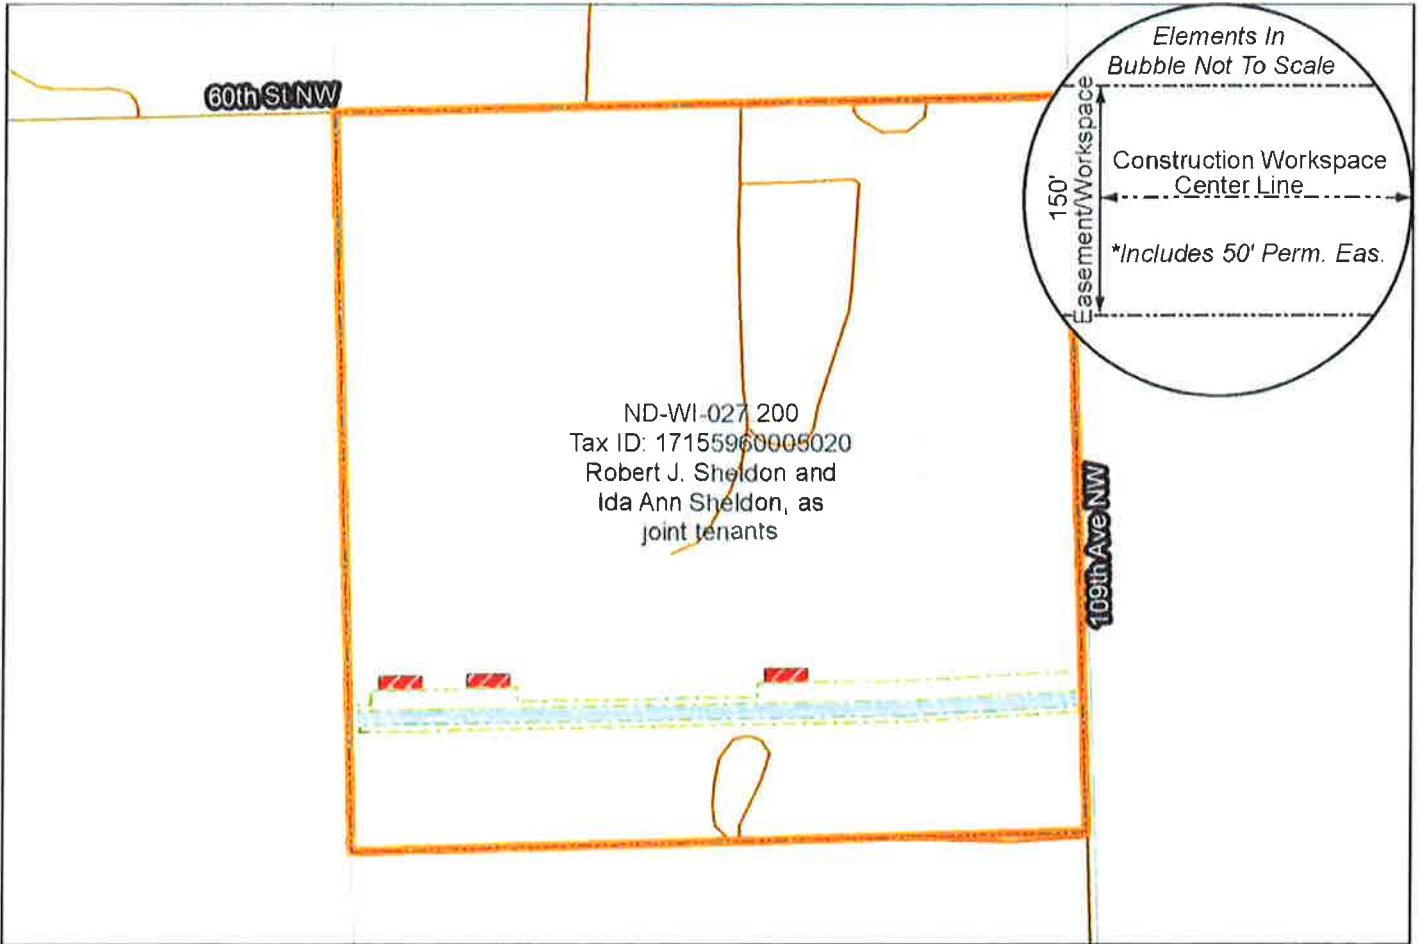 60th St NW
Elements In
Bubble Not To Scale
150'
Easement/Workspace
Construction Workspace
Center Line
*Includes 50' Perm. Eas.
ND-WI-027.200
Tax ID: 17155960005020
Robert J. Sheldon and
Ida Ann Sheldon, as
joint tenants
109th Ave NW